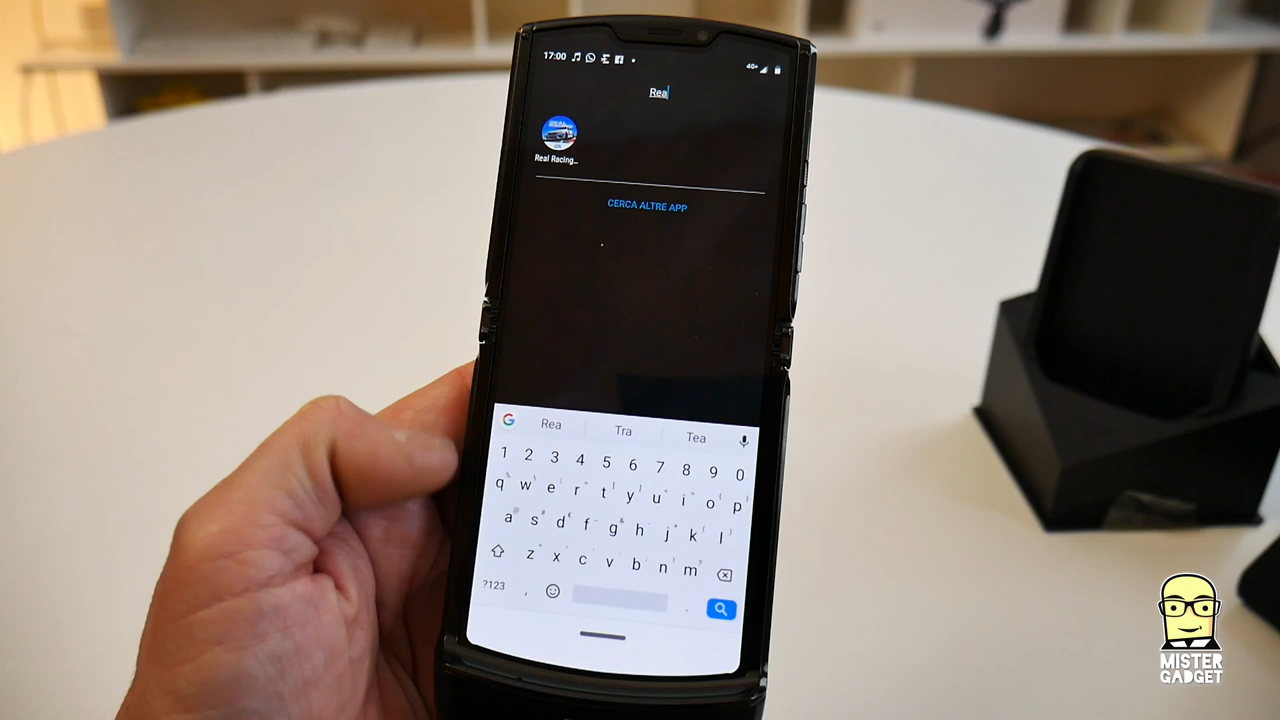 17:00
4G+
Rea
Real Racing..
CERCA ALTRE APP
Rea Tra Tea
1 2 3 4 5 6 7 8 9 0
q w e r t y u i o p
a s d f g h j k l
z x c v b n m
?123 , .
MISTER
GADGET